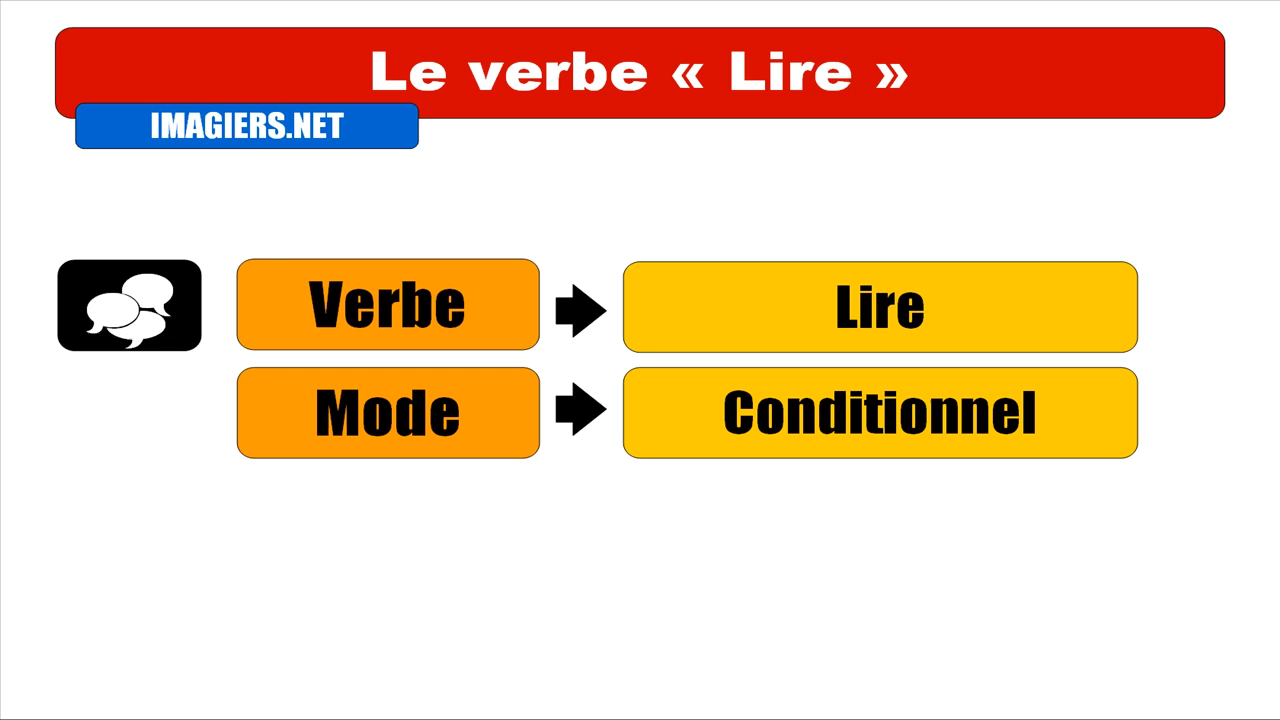 Le verbe « Lire »
IMAGIERS.NET
Verbe Lire
Mode Conditionnel